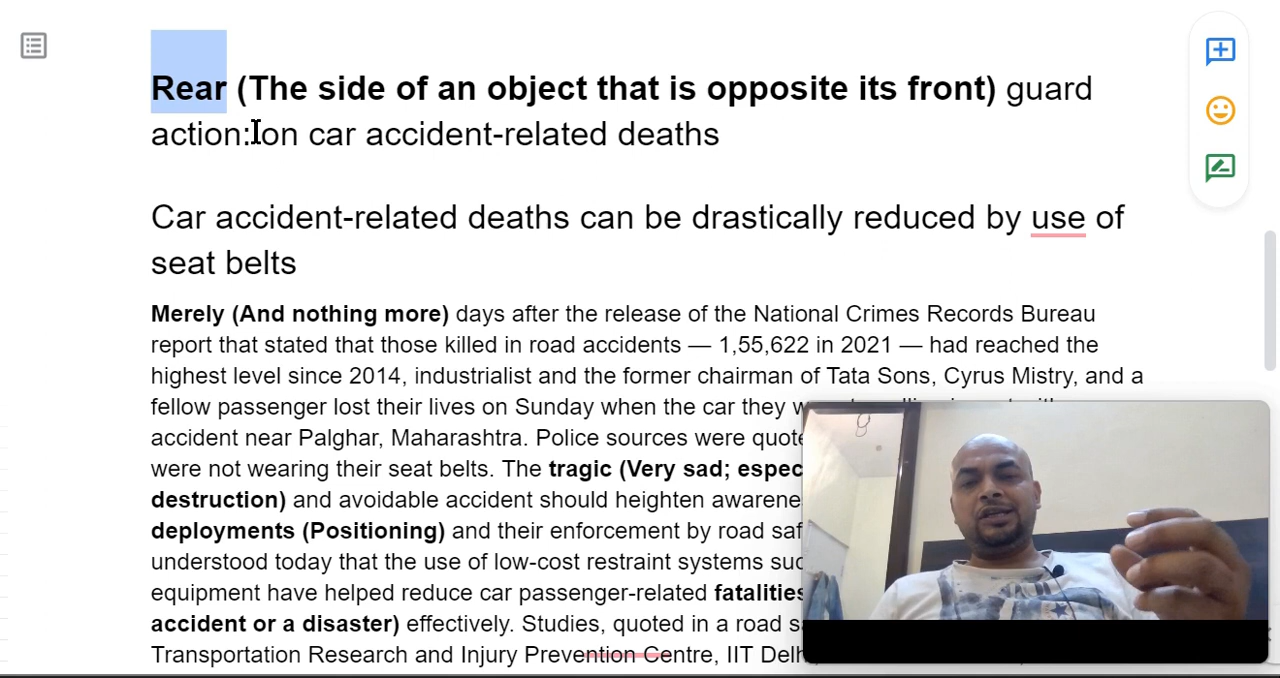 Rear (The side of an object that is opposite its front) guard
action: on car accident-related deaths
Car accident-related deaths can be drastically reduced by use of
seat belts
Merely (And nothing more) days after the release of the National Crimes Records Bureau
report that stated that those killed in road accidents — 1,55,622 in 2021 — had reached the
highest level since 2014, industrialist and the former chairman of Tata Sons, Cyrus Mistry, and a
fellow passenger lost their lives on Sunday when the car they
accident near Palghar, Maharashtra. Police sources were
were not wearing their seat belts. The tragic (Very sad;
destruction) and avoidable accident should heighten
deployments (Positioning) and their enforcement by road
understood today that the use of low-cost restraint systems
equipment have helped reduce car passenger-related fatalities
accident or a disaster) effectively. Studies, quoted in a road
Transportation Research and Injury Prevention Centre, IIT